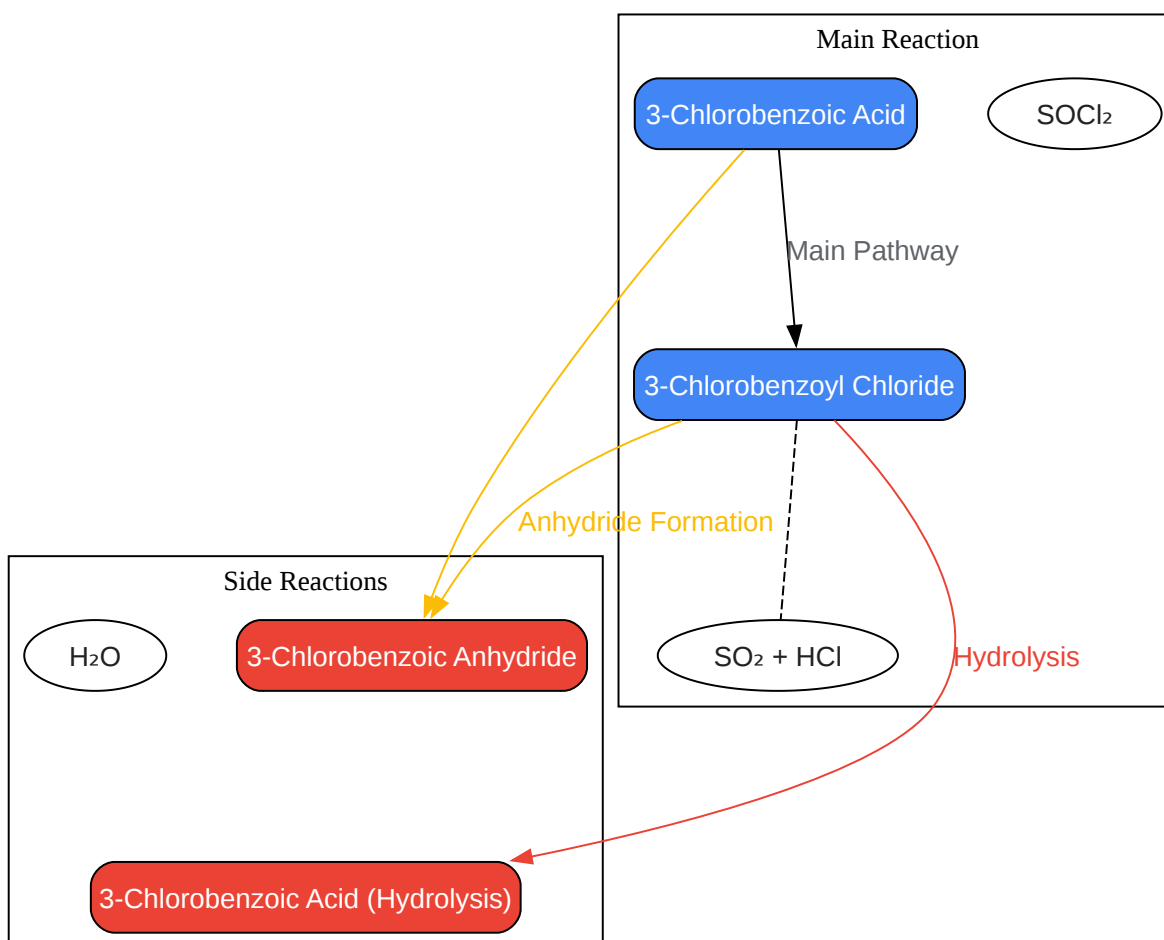 Main Reaction
3-Chlorobenzoic Acid
SOCl₂
Main Pathway
3-Chlorobenzoyl Chloride
Anhydride Formation
Side Reactions
H₂O
3-Chlorobenzoic Anhydride
SO₂ + HCl
Hydrolysis
3-Chlorobenzoic Acid (Hydrolysis)